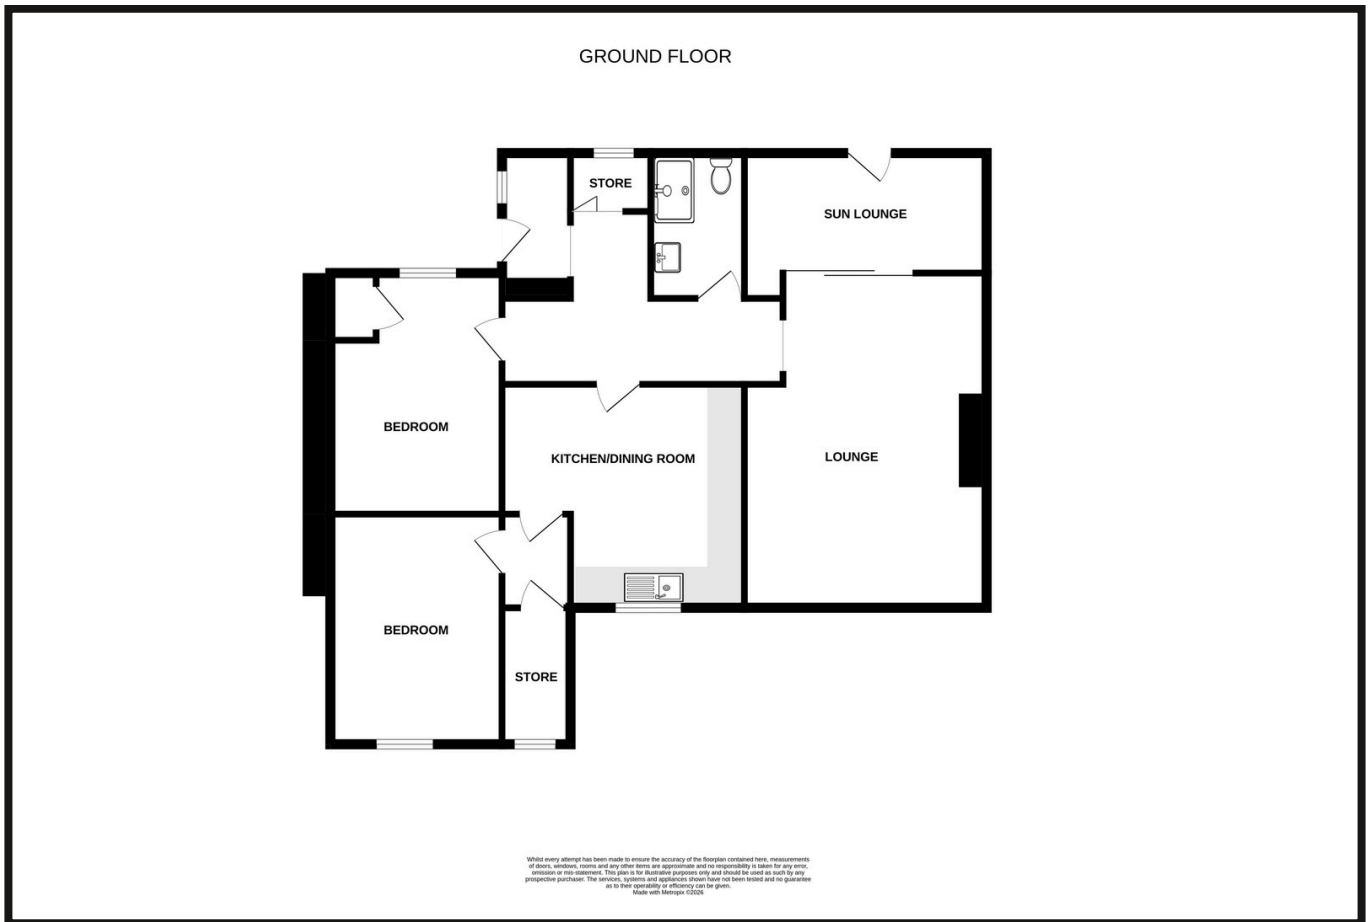 GROUND FLOOR
STORE
SUN LOUNGE
BEDROOM
KITCHEN/DINING ROOM
LOUNGE
BEDROOM
STORE
Whilst every attempt has been made to ensure the accuracy of the floorplan contained here, measurements
of doors, windows, rooms and any other items are approximate and no responsibility is taken for any error,
omission or mis-statement. This plan is for illustrative purposes only and should be used as such by any
prospective purchaser. The services, systems and appliances shown have not been tested and no guarantee
as to their operability or efficiency can be given.
Made with Metropix ©2026